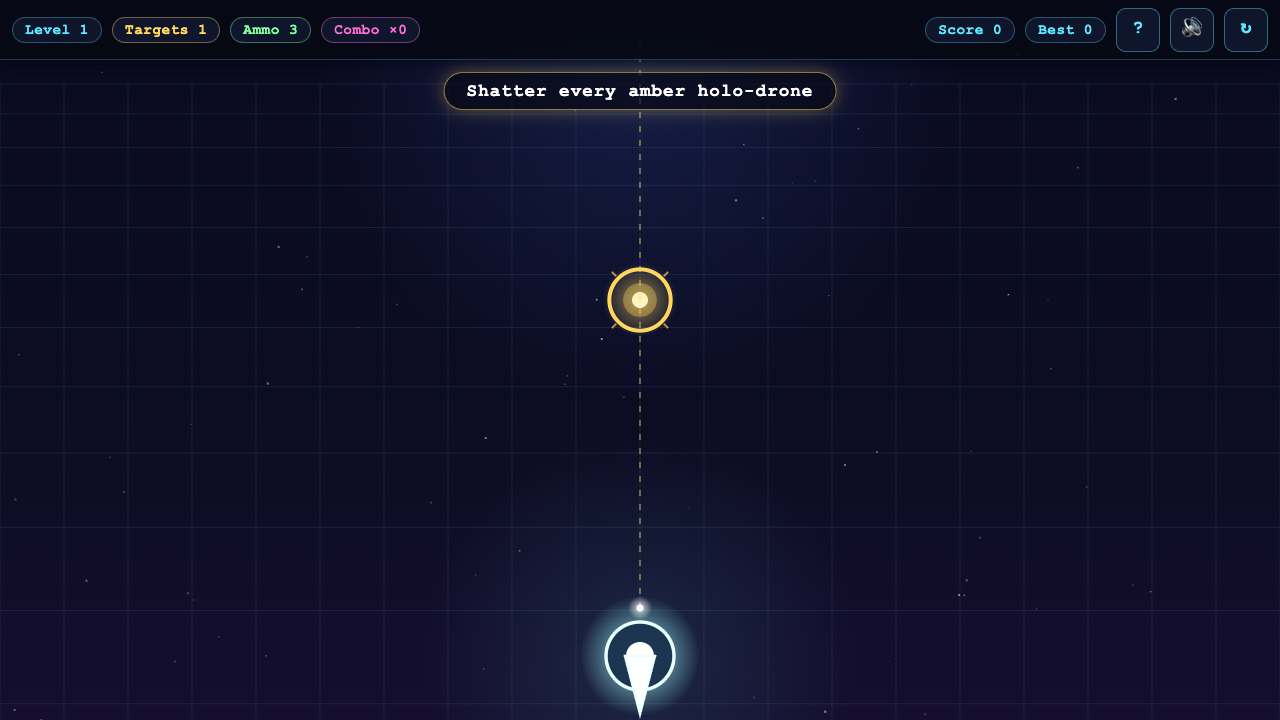 Level 1
Targets 1
Ammo 3
Combo ×0
Score 0
Best 0
?
↻
Shatter every amber holo-drone